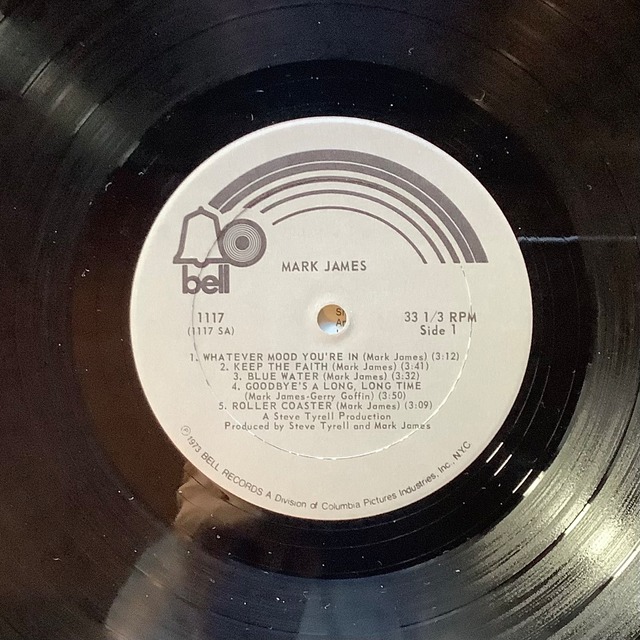 bell
MARK JAMES
1117
(1117 SA)
33 1/3 RPM
Side 1
1. WHATEVER MOOD YOU'RE IN (Mark James) (3:12)
2. KEEP THE FAITH (Mark James) (3:41)
3. BLUE WATER (Mark James) (3:32)
4. GOODBYE'S A LONG, LONG TIME
(Mark James-Gerry Goffin) (3:50)
5. ROLLER COASTER (Mark James) (3:09)
A Steve Tyrell Production
Produced by Steve Tyrell and Mark James
℗1973 BELL RECORDS A Division of Columbia Pictures Industries, Inc., N.Y.C.